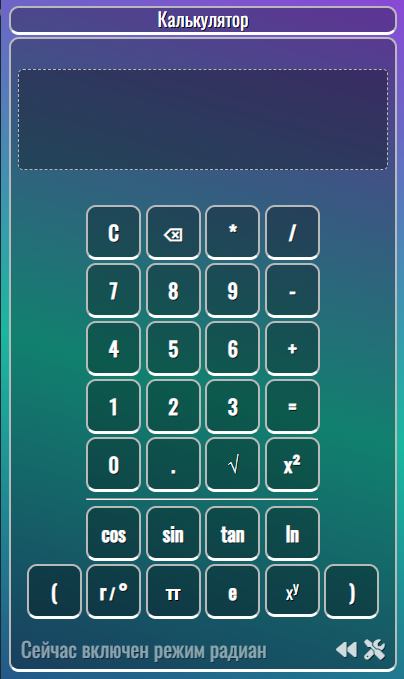 Калькулятор
C ⌫ * /
7 8 9 -
4 5 6 +
1 2 3 =
0 . √ x²
cos sin tan ln
( r/° π e xʸ )
Сейчас включен режим радиан